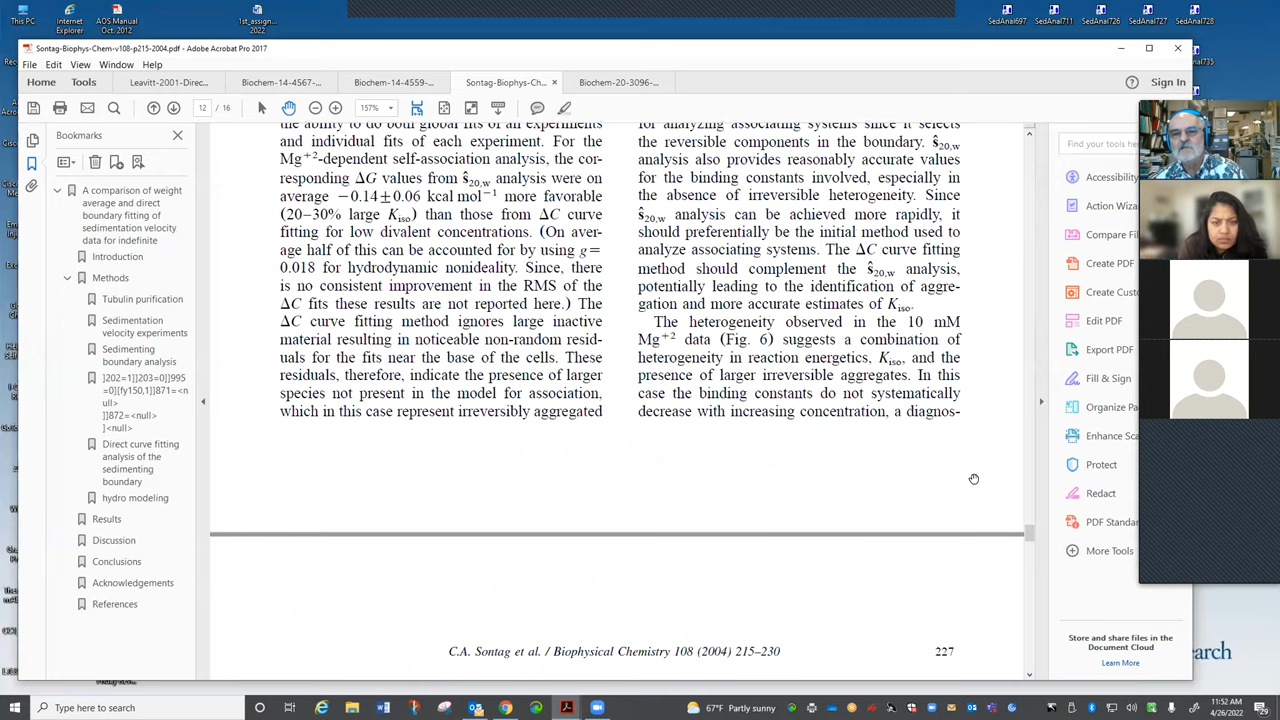 This PC
Internet
Explorer
AOS Manual
Oct. 2012
1st_assign...
2022
SedAnal697
SedAnal711
SedAnal726
SedAnal727
SedAnal728
Sontag-Biophys-Chem-v108-p215-2004.pdf - Adobe Acrobat Pro 2017
File Edit View Window Help
Home Tools Leavitt-2001-Direc... Biochem-14-4567-... Biochem-14-4559-... Sontag-Biophys-Ch... × Biochem-20-3096-... Sign In
12 / 16 157%
Bookmarks
A comparison of weight
average and direct
boundary fitting of
sedimentation velocity
data for indefinite
Introduction
Methods
Tubulin purification
Sedimentation
velocity experiments
Sedimenting
boundary analysis
]202=1]]203=0]]995
=0][fy150,1]]871=<n
ull>
]]872=<null>
]<null>
Direct curve fitting
analysis of the
sedimenting
boundary
hydro modeling
Results
Discussion
Conclusions
Acknowledgements
References
the ability to do both global fits of all experiments
and individual fits of each experiment. For the
Mg⁺²-dependent self-association analysis, the cor-
responding ΔG values from ŝ20,w analysis were on
average −0.14±0.06 kcal mol⁻¹ more favorable
(20–30% large Kiso) than those from ΔC curve
fitting for low divalent concentrations. (On aver-
age half of this can be accounted for by using g=
0.018 for hydrodynamic nonideality. Since, there
is no consistent improvement in the RMS of the
ΔC fits these results are not reported here.) The
ΔC curve fitting method ignores large inactive
material resulting in noticeable non-random resid-
uals for the fits near the base of the cells. These
residuals, therefore, indicate the presence of larger
species not present in the model for association,
which in this case represent irreversibly aggregated
for analyzing associating systems since it selects
the reversible components in the boundary. ŝ20,w
analysis also provides reasonably accurate values
for the binding constants involved, especially in
the absence of irreversible heterogeneity. Since
ŝ20,w analysis can be achieved more rapidly, it
should preferentially be the initial method used to
analyze associating systems. The ΔC curve fitting
method should complement the ŝ20,w analysis,
potentially leading to the identification of aggre-
gation and more accurate estimates of Kiso.
The heterogeneity observed in the 10 mM
Mg⁺² data (Fig. 6) suggests a combination of
heterogeneity in reaction energetics, Kiso, and the
presence of larger irreversible aggregates. In this
case the binding constants do not systematically
decrease with increasing concentration, a diagnos-
C.A. Sontag et al. / Biophysical Chemistry 108 (2004) 215–230 227
Find your tools
Accessibility
Action Wiza
Compare Fil
Create PDF
Create Cust
Edit PDF
Export PDF
Fill & Sign
Organize Pa
Enhance Sca
Protect
Redact
PDF Standar
More Tools
Store and share files in the
Document Cloud
Learn More
Type here to search
67°F Partly sunny
11:52 AM
4/26/2022
29